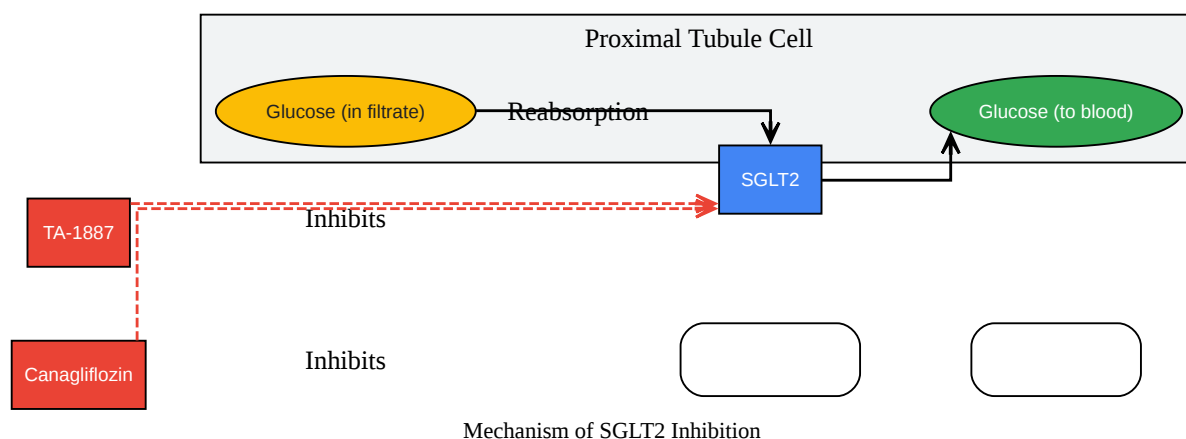 Proximal Tubule Cell
Glucose (in filtrate)
Reabsorption
Glucose (to blood)
SGLT2
TA-1887
Inhibits
Canagliflozin
Inhibits
Mechanism of SGLT2 Inhibition